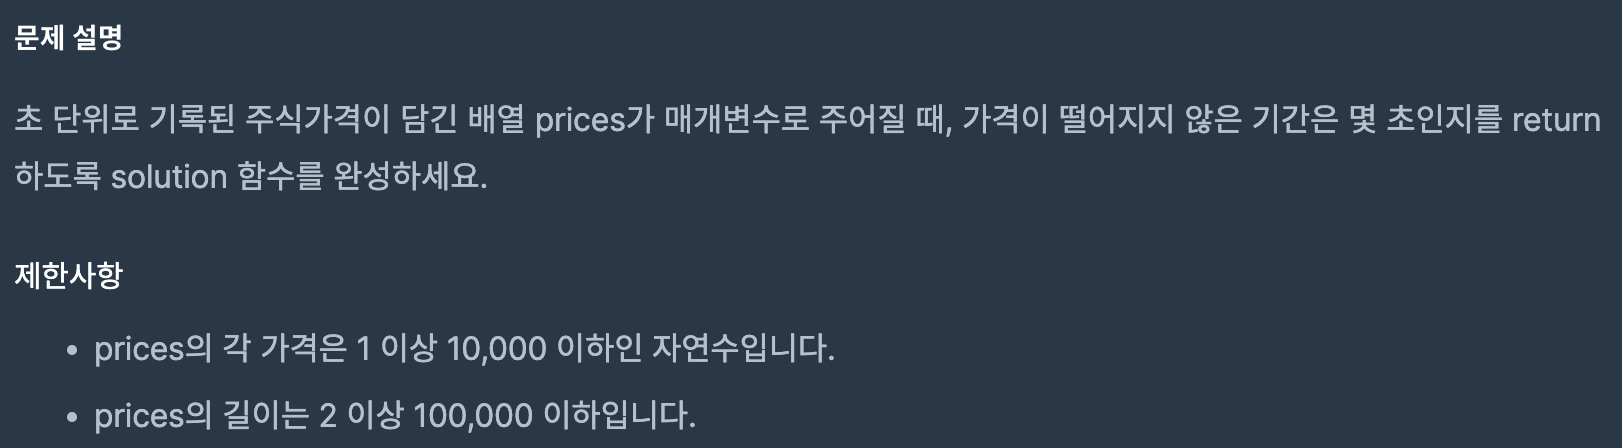 문제 설명
초 단위로 기록된 주식가격이 담긴 배열 prices가 매개변수로 주어질 때, 가격이 떨어지지 않은 기간은 몇 초인지를 return
하도록 solution 함수를 완성하세요.
제한사항
• prices의 각 가격은 1 이상 10,000 이하인 자연수입니다.
• prices의 길이는 2 이상 100,000 이하입니다.